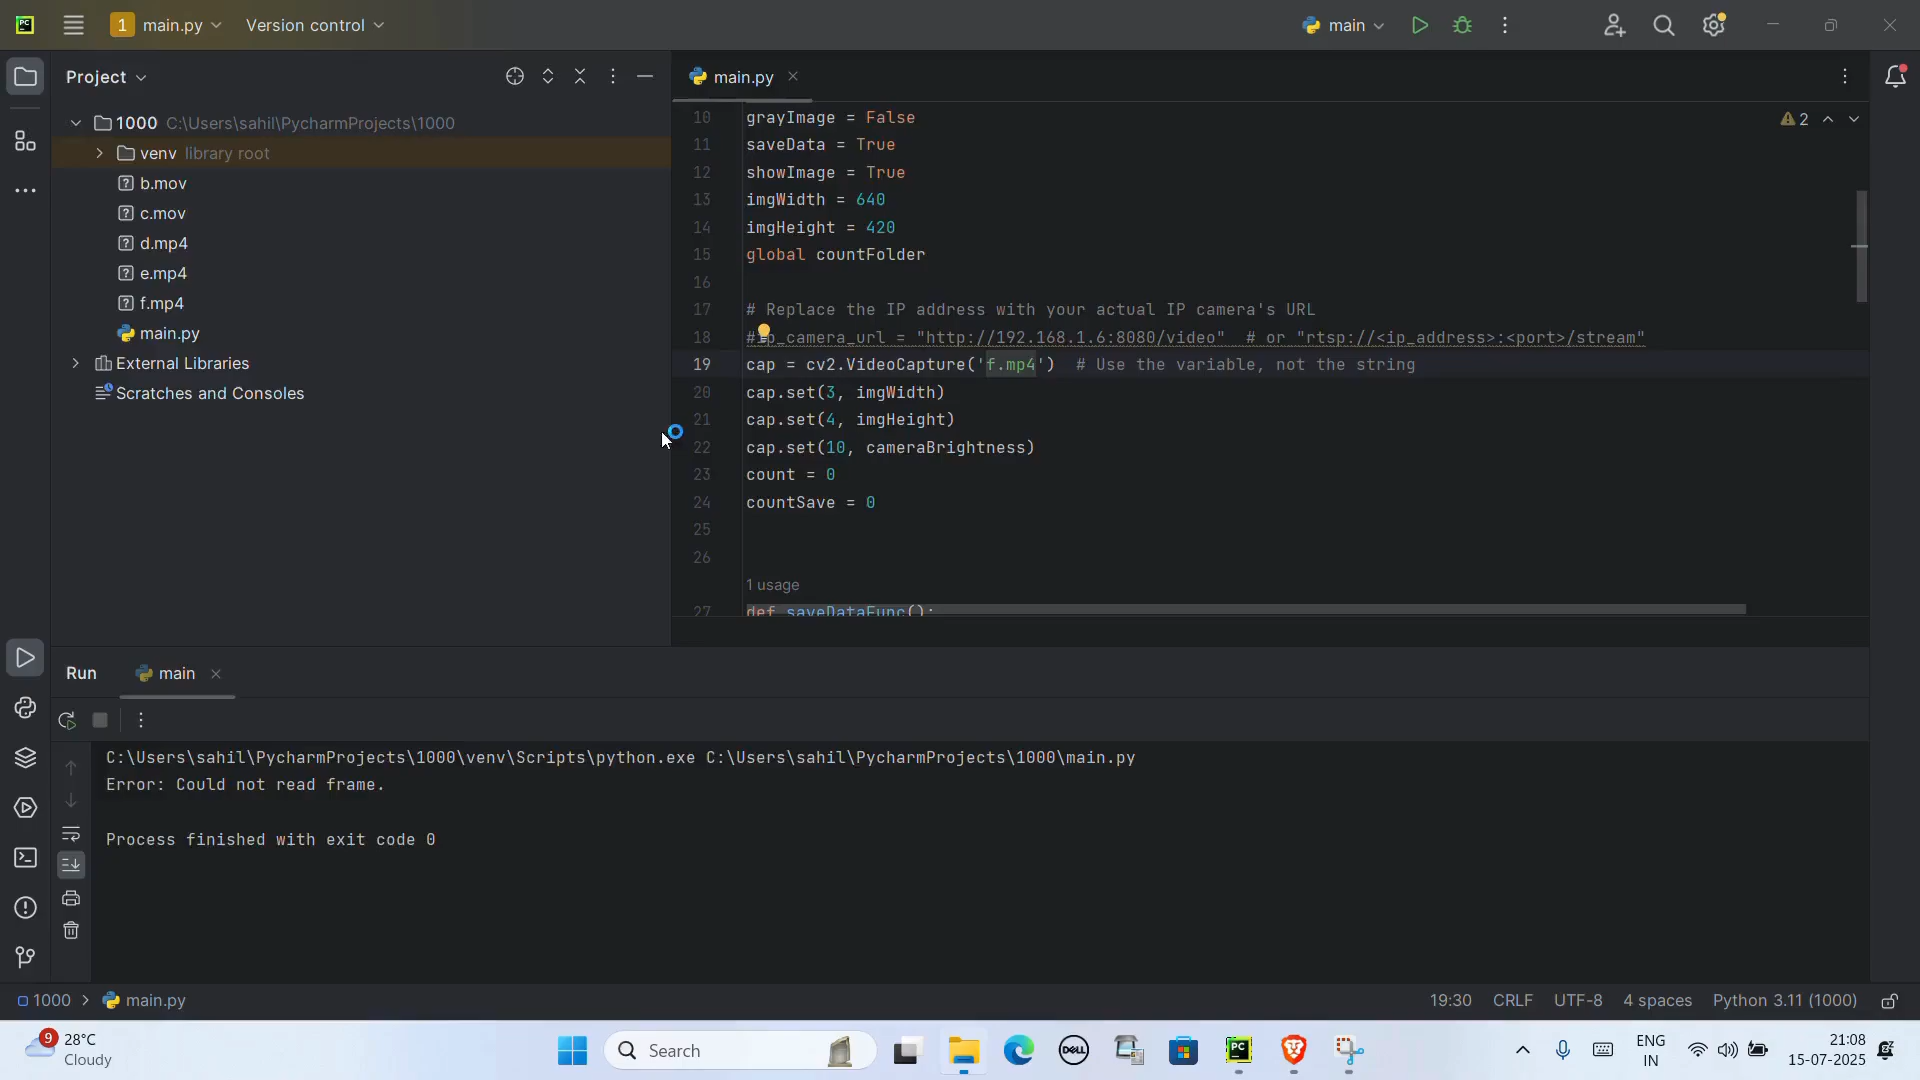 1 main.py Version control main
Project
main.py
1000 C:\Users\sahil\PycharmProjects\1000
venv library root
b.mov
c.mov
d.mp4
e.mp4
f.mp4
main.py
External Libraries
Scratches and Consoles
2
10 grayImage = False
11 saveData = True
12 showImage = True
13 imgWidth = 640
14 imgHeight = 420
15 global countFolder
16
17 # Replace the IP address with your actual IP camera's URL
18 #ip_camera_url = "http://192.168.1.6:8080/video" # or "rtsp://<ip_address>:<port>/stream"
19 cap = cv2.VideoCapture('f.mp4') # Use the variable, not the string
20 cap.set(3, imgWidth)
21 cap.set(4, imgHeight)
22 cap.set(10, cameraBrightness)
23 count = 0
24 countSave = 0
25
26
1 usage
27 def saveDataFunc():
Run main
C:\Users\sahil\PycharmProjects\1000\venv\Scripts\python.exe C:\Users\sahil\PycharmProjects\1000\main.py
Error: Could not read frame.
Process finished with exit code 0
1000 main.py 19:30 CRLF UTF-8 4 spaces Python 3.11 (1000)
9 28°C
Cloudy
Search
DELL
PC
ENG
IN
21:08
15-07-2025